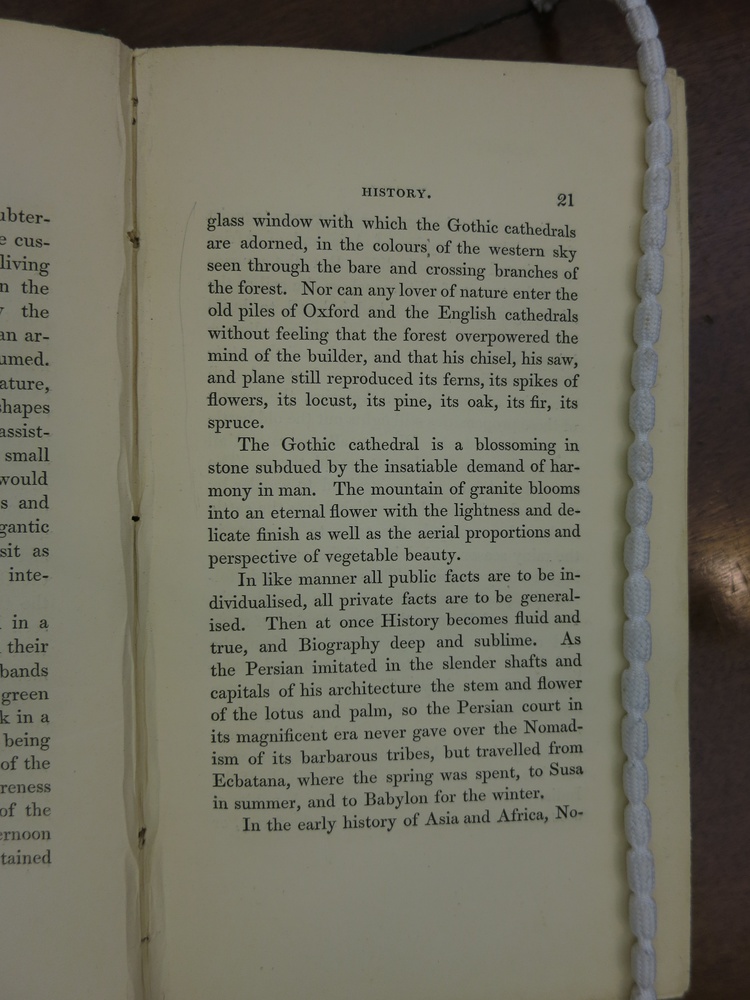 ubter-
e cus-
living
n the
the
an ar-
umed.
ature,
shapes
assist-
small
would
s and
gantic
sit as
inte-
in a
their
bands
green
k in a
being
of the
reness
of the
ernoon
tained
HISTORY. 21
glass window with which the Gothic cathedrals
are adorned, in the colours, of the western sky
seen through the bare and crossing branches of
the forest. Nor can any lover of nature enter the
old piles of Oxford and the English cathedrals
without feeling that the forest overpowered the
mind of the builder, and that his chisel, his saw,
and plane still reproduced its ferns, its spikes of
flowers, its locust, its pine, its oak, its fir, its
spruce.
The Gothic cathedral is a blossoming in
stone subdued by the insatiable demand of har-
mony in man. The mountain of granite blooms
into an eternal flower with the lightness and de-
licate finish as well as the aerial proportions and
perspective of vegetable beauty.
In like manner all public facts are to be in-
dividualised, all private facts are to be general-
ised. Then at once History becomes fluid and
true, and Biography deep and sublime. As
the Persian imitated in the slender shafts and
capitals of his architecture the stem and flower
of the lotus and palm, so the Persian court in
its magnificent era never gave over the Nomad-
ism of its barbarous tribes, but travelled from
Ecbatana, where the spring was spent, to Susa
in summer, and to Babylon for the winter.
In the early history of Asia and Africa, No-